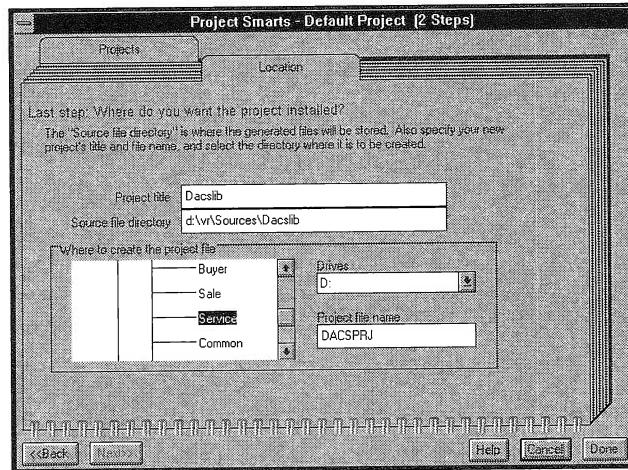 Project Smarts - Default Project (2 Steps)
Projects
Location
Last step: Where do you want the project installed?
The "Source file directory" is where the generated files will be stored. Also specify your new
project's title and file name, and select the directory where it is to be created.
Project title
Dacslib
Source file directory
d:\vr\Sources\Dacslib
Where to create the project file
Buyer
Sale
Service
Common
Drives
D:
Project file name
DACSPRJ
<<Back
Next>>
Help
Cancel
Done